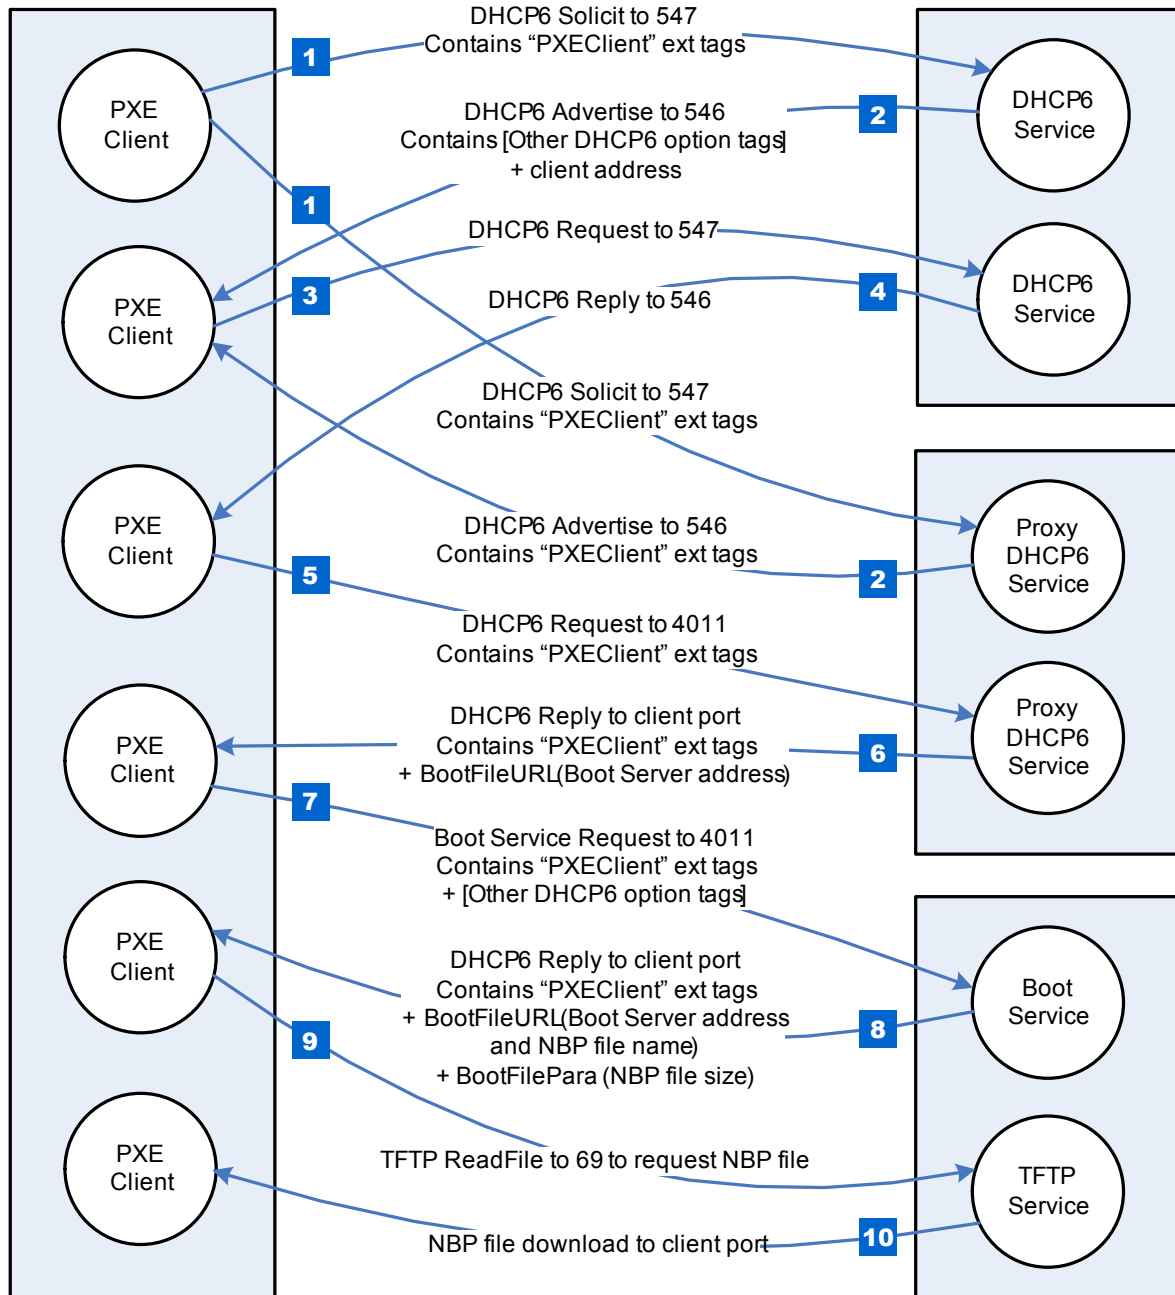 DHCP6 Solicit to 547
Contains “PXEClient” ext tags
1
PXE
Client
DHCP6
Service
DHCP6 Advertise to 546
Contains [Other DHCP6 option tags]
+ client address
2
1
DHCP6 Request to 547
PXE
Client
3
DHCP6 Reply to 546
4
DHCP6
Service
DHCP6 Solicit to 547
Contains “PXEClient” ext tags
PXE
Client
DHCP6 Advertise to 546
Contains “PXEClient” ext tags
2
Proxy
DHCP6
Service
5
DHCP6 Request to 4011
Contains “PXEClient” ext tags
PXE
Client
DHCP6 Reply to client port
Contains “PXEClient” ext tags
+ BootFileURL(Boot Server address)
6
Proxy
DHCP6
Service
7
Boot Service Request to 4011
Contains “PXEClient” ext tags
+ [Other DHCP6 option tags]
PXE
Client
DHCP6 Reply to client port
Contains “PXEClient” ext tags
+ BootFileURL(Boot Server address
and NBP file name)
+ BootFilePara (NBP file size)
8
Boot
Service
9
PXE
Client
TFTP ReadFile to 69 to request NBP file
TFTP
Service
NBP file download to client port
10